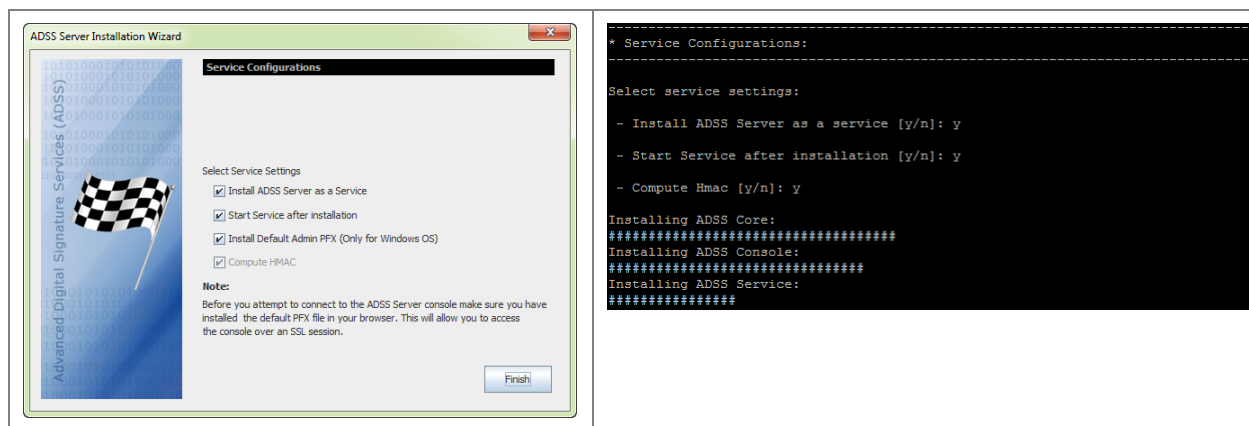 ADSS Server Installation Wizard
Advanced Digital Signature Services (ADSS)
Service Configurations
Select Service Settings
Install ADSS Server as a Service
Start Service after installation
Install Default Admin PFX (Only for Windows OS)
Compute HMAC
Note:
Before you attempt to connect to the ADSS Server console make sure you have
installed the default PFX file in your browser. This will allow you to access
the console over an SSL session.
Finish
--------------------------------------------------------------------------------
* Service Configurations:
--------------------------------------------------------------------------------
Select service settings:
- Install ADSS Server as a service [y/n]: y
- Start Service after installation [y/n]: y
- Compute Hmac [y/n]: y
Installing ADSS Core:
####################################
Installing ADSS Console:
################################
Installing ADSS Service:
################